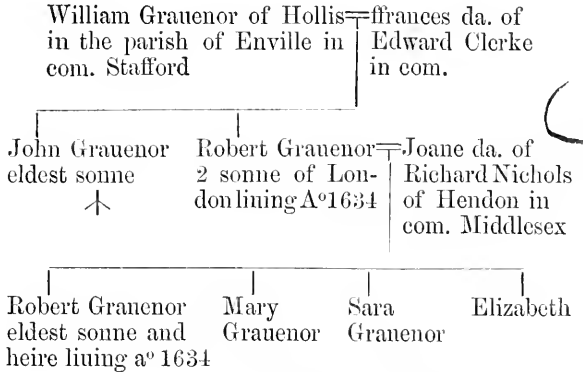 William Grauenor of Hollis=ffrances da. of
in the parish of Enville in Edward Clerke
com. Stafford in com.
John Grauenor
eldest sonne
Robert Grauenor=Joane da. of
2 sonne of Lon-
don liuing Aº 1634
Richard Nichols
of Hendon in
com. Middlesex
Robert Grauenor
eldest sonne and
heire liuing aº 1634
Mary
Grauenor
Sara
Grauenor
Elizabeth